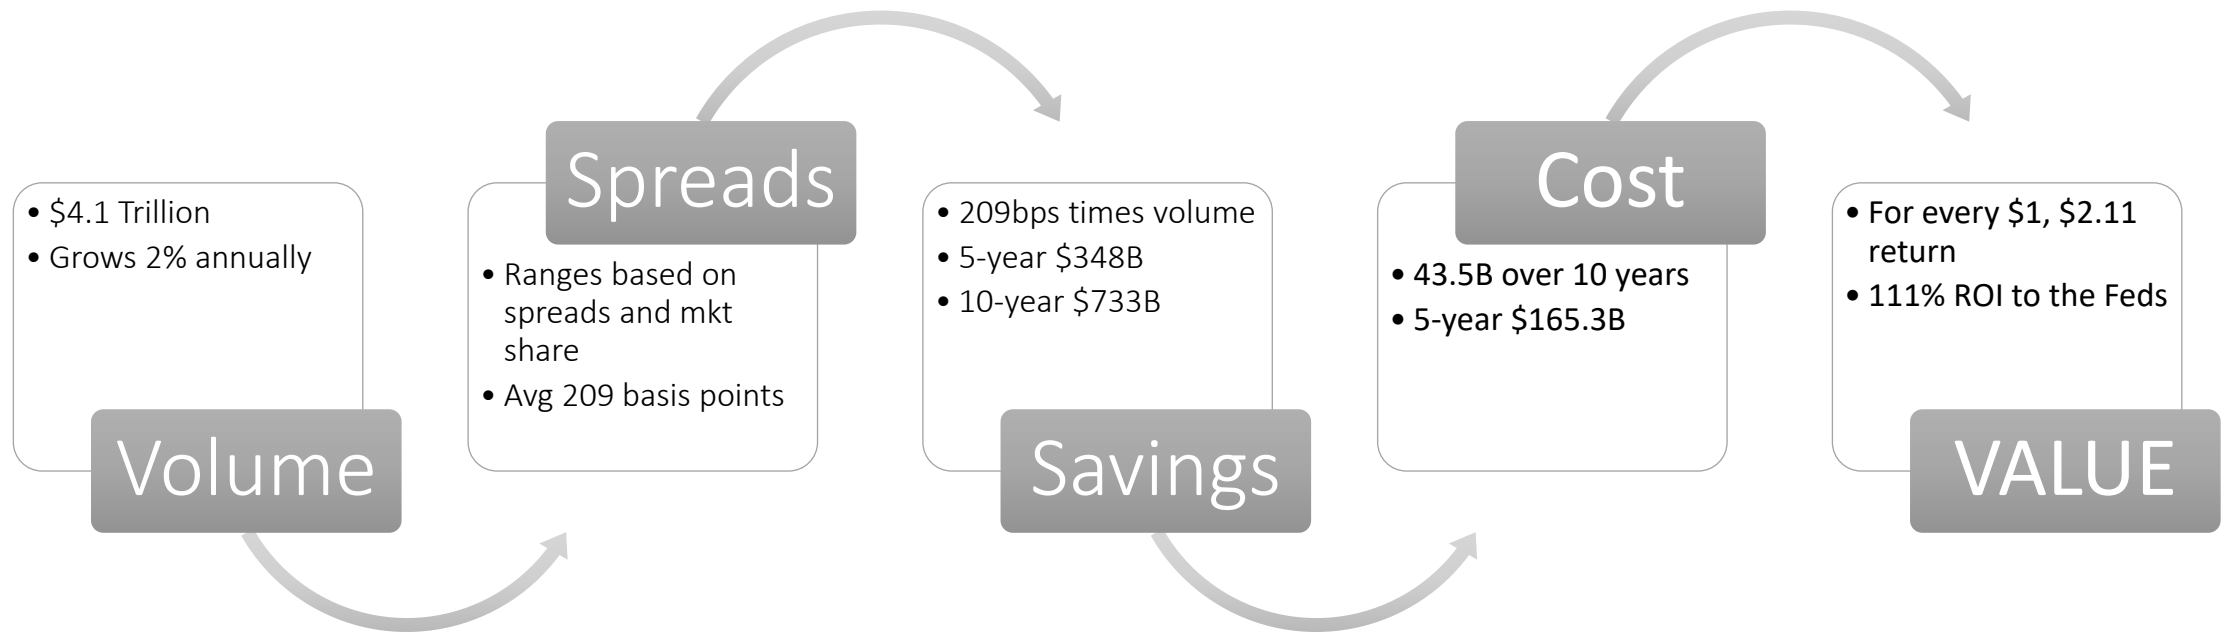 • $4.1 Trillion
• Grows 2% annually
Volume
Spreads
• Ranges based on
spreads and mkt
share
• Avg 209 basis points
• 209bps times volume
• 5-year $348B
• 10-year $733B
Savings
Cost
• 43.5B over 10 years
• 5-year $165.3B
• For every $1, $2.11
return
• 111% ROI to the Feds
VALUE